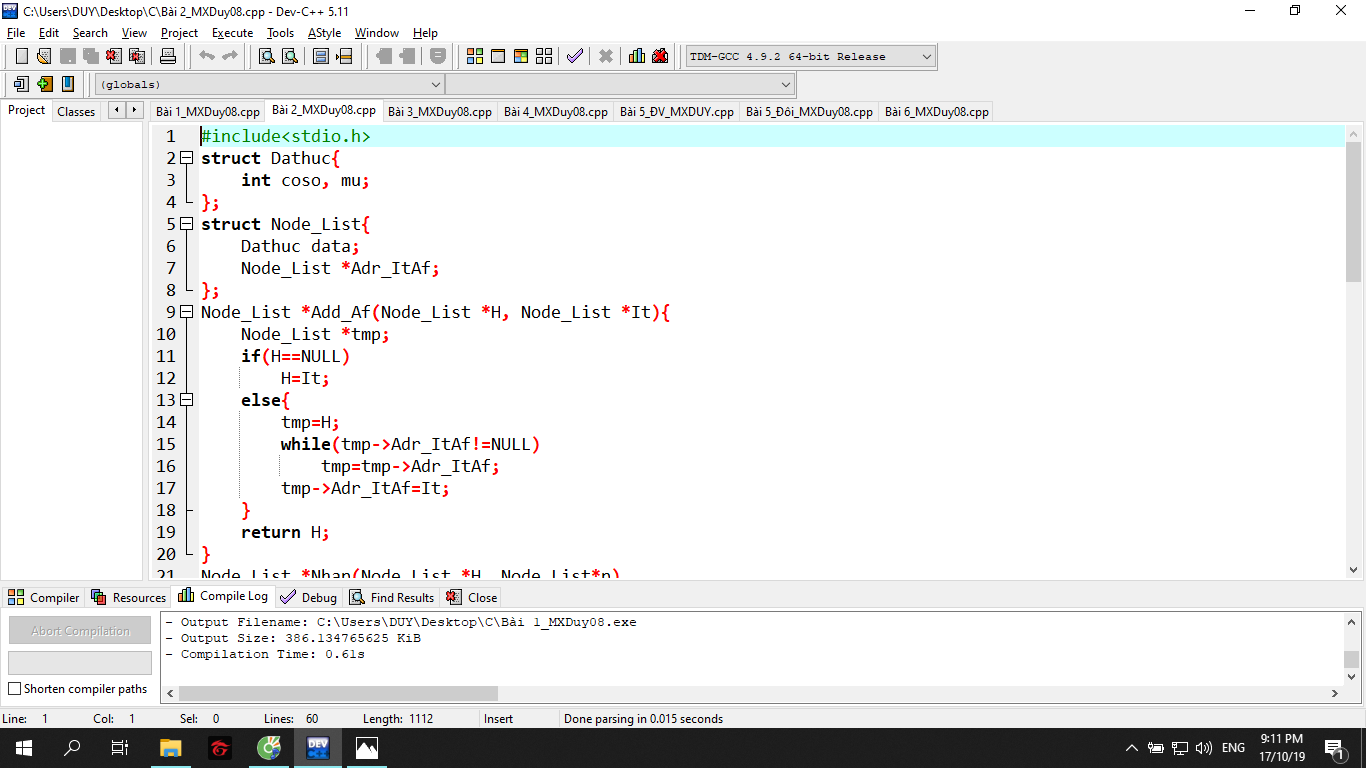 C:\Users\DUY\Desktop\C\Bài 2_MXDuy08.cpp - Dev-C++ 5.11
File Edit Search View Project Execute Tools AStyle Window Help
TDM-GCC 4.9.2 64-bit Release
(globals)
Project Classes Bài 1_MXDuy08.cpp Bài 2_MXDuy08.cpp Bài 3_MXDuy08.cpp Bài 4_MXDuy08.cpp Bài 5_ĐV_MXDUY.cpp Bài 5_Đôi_MXDuy08.cpp Bài 6_MXDuy08.cpp
1 #include<stdio.h>
2 struct Dathuc{
3 int coso, mu;
4 };
5 struct Node_List{
6 Dathuc data;
7 Node_List *Adr_ItAf;
8 };
9 Node_List *Add_Af(Node_List *H, Node_List *It){
10 Node_List *tmp;
11 if(H==NULL)
12 H=It;
13 else{
14 tmp=H;
15 while(tmp->Adr_ItAf!=NULL)
16 tmp=tmp->Adr_ItAf;
17 tmp->Adr_ItAf=It;
18 }
19 return H;
20 }
21 Node_List *Nhap(Node_List *H, Node_List*p)
Compiler Resources Compile Log Debug Find Results Close
Abort Compilation
Shorten compiler paths
- Output Filename: C:\Users\DUY\Desktop\C\Bài 1_MXDuy08.exe
- Output Size: 386.134765625 KiB
- Compilation Time: 0.61s
Line: 1 Col: 1 Sel: 0 Lines: 60 Length: 1112 Insert Done parsing in 0.015 seconds
DEV C++
ENG
9:11 PM
17/10/19
1